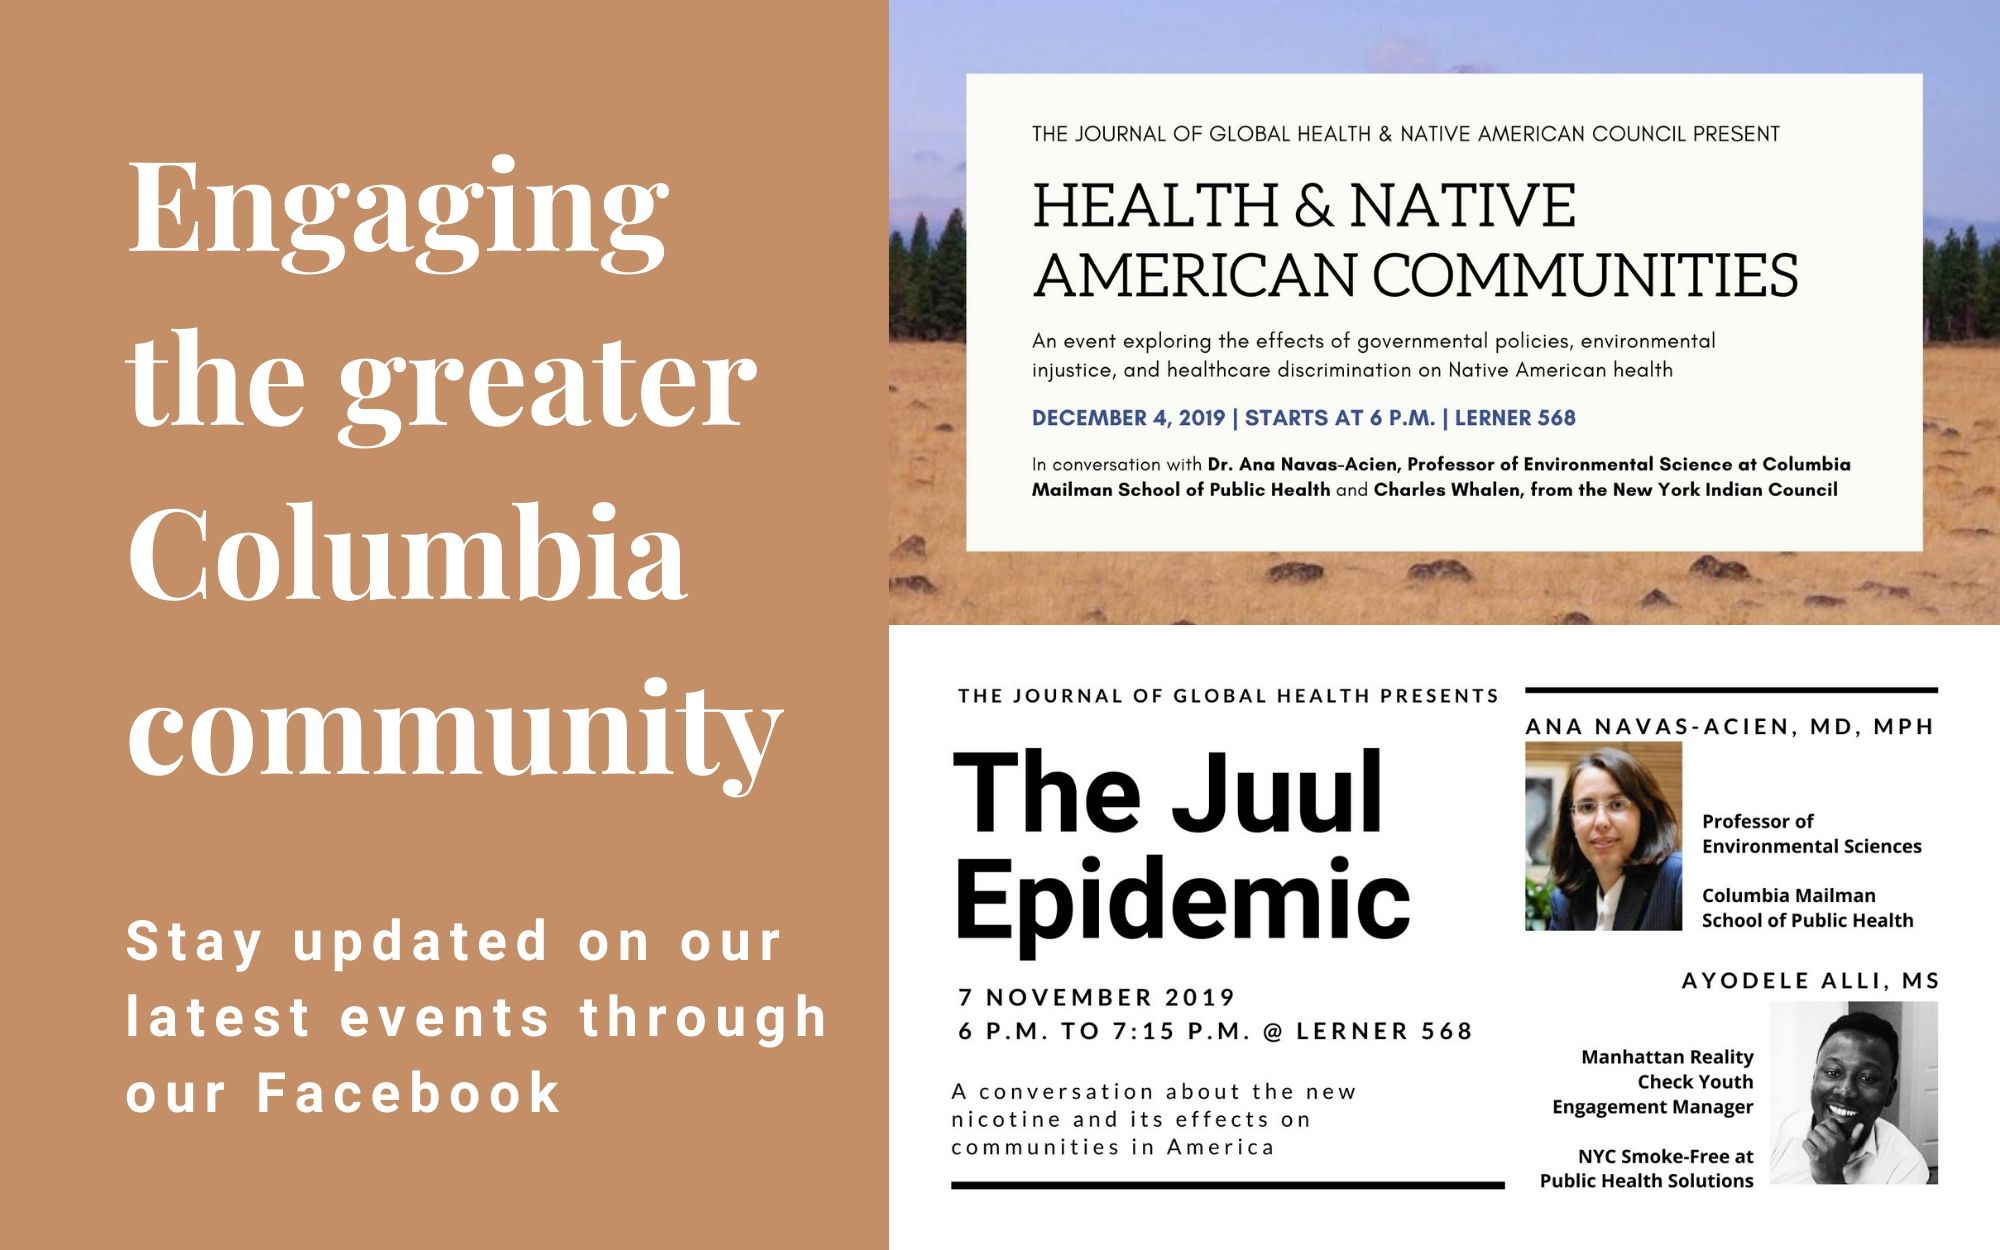 Engaging
the greater
Columbia
community
Stay updated on our
latest events through
our Facebook
THE JOURNAL OF GLOBAL HEALTH & NATIVE AMERICAN COUNCIL PRESENT
HEALTH & NATIVE
AMERICAN COMMUNITIES
An event exploring the effects of governmental policies, environmental
injustice, and healthcare discrimination on Native American health
DECEMBER 4, 2019 | STARTS AT 6 P.M. | LERNER 568
In conversation with Dr. Ana Navas-Acien, Professor of Environmental Science at Columbia
Mailman School of Public Health and Charles Whalen, from the New York Indian Council
THE JOURNAL OF GLOBAL HEALTH PRESENTS
The Juul
Epidemic
7 NOVEMBER 2019
6 P.M. TO 7:15 P.M. @ LERNER 568
A conversation about the new
nicotine and its effects on
communities in America
ANA NAVAS-ACIEN, MD, MPH
Professor of
Environmental Sciences
Columbia Mailman
School of Public Health
AYODELE ALLI, MS
Manhattan Reality
Check Youth
Engagement Manager
NYC Smoke-Free at
Public Health Solutions